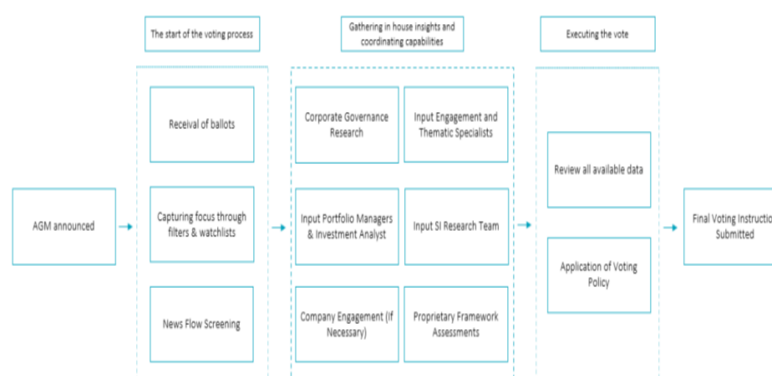 The start of the voting process
Gathering in house insights and
coordinating capabilities
Executing the vote
AGM announced
Receival of ballots
Capturing focus through
filters & watchlists
News Flow Screening
Corporate Governance
Research
Input Engagement and
Thematic Specialists
Input Portfolio Managers
& Investment Analyst
Input SI Research Team
Company Engagement (If
Necessary)
Proprietary Framework
Assessments
Review all available data
Application of Voting
Policy
Final Voting Instruction
Submitted